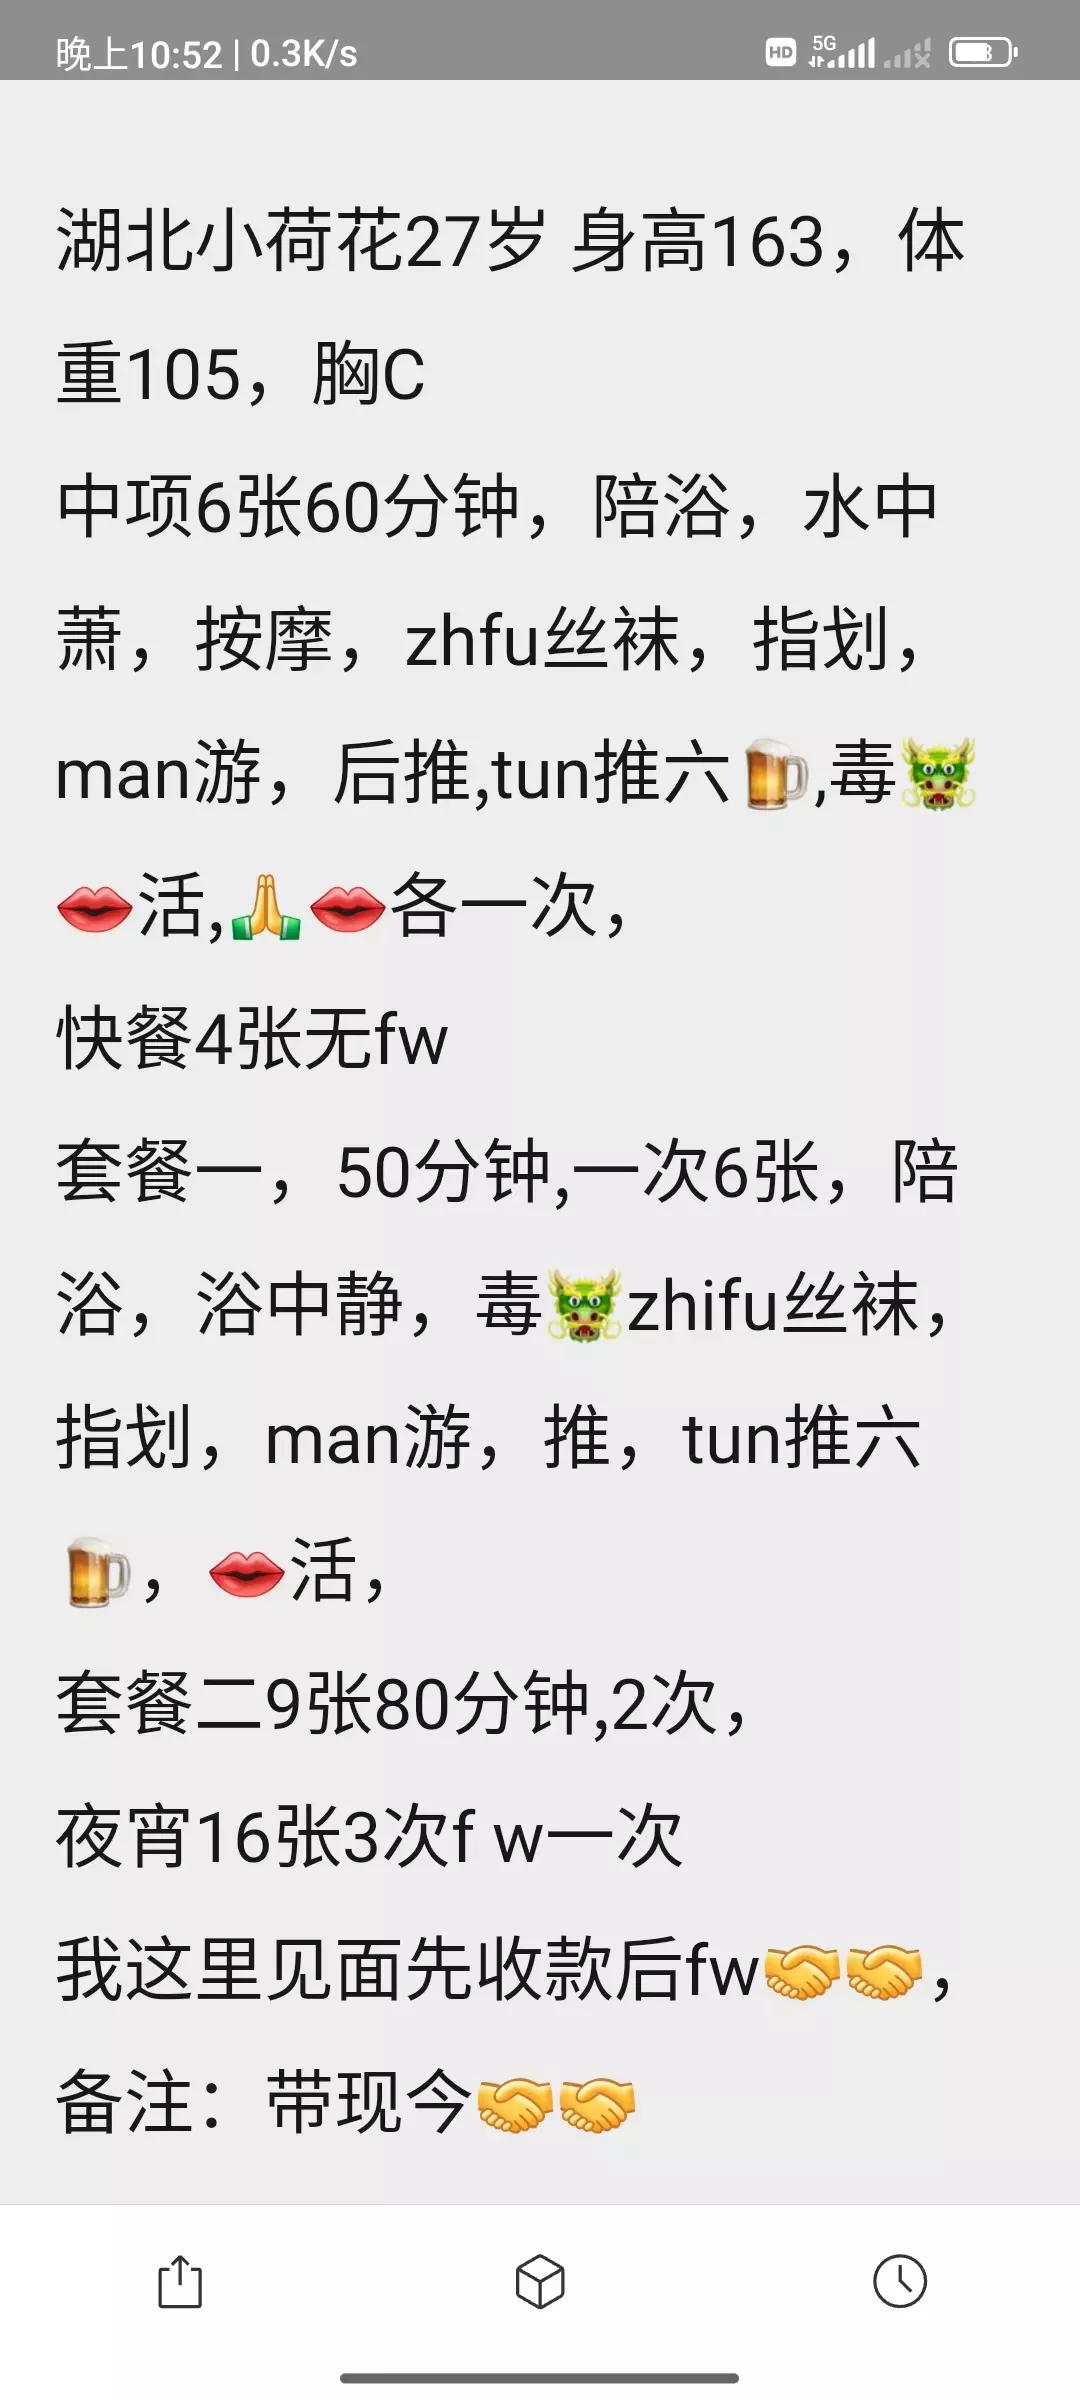 晚上10:52 | 0.3K/s
HD 5G
湖北小荷花27岁 身高163，体
重105，胸C
中项6张60分钟，陪浴，水中
萧，按摩，zhfu丝袜，指划，
man游，后推,tun推六🍺,毒🐲
👄活,🙏👄各一次，
快餐4张无fw
套餐一，50分钟,一次6张，陪
浴，浴中静，毒🐲zhifu丝袜，
指划，man游，推，tun推六
🍺，👄活，
套餐二9张80分钟,2次，
夜宵16张3次f w一次
我这里见面先收款后fw🤝🤝，
备注：带现今🤝🤝